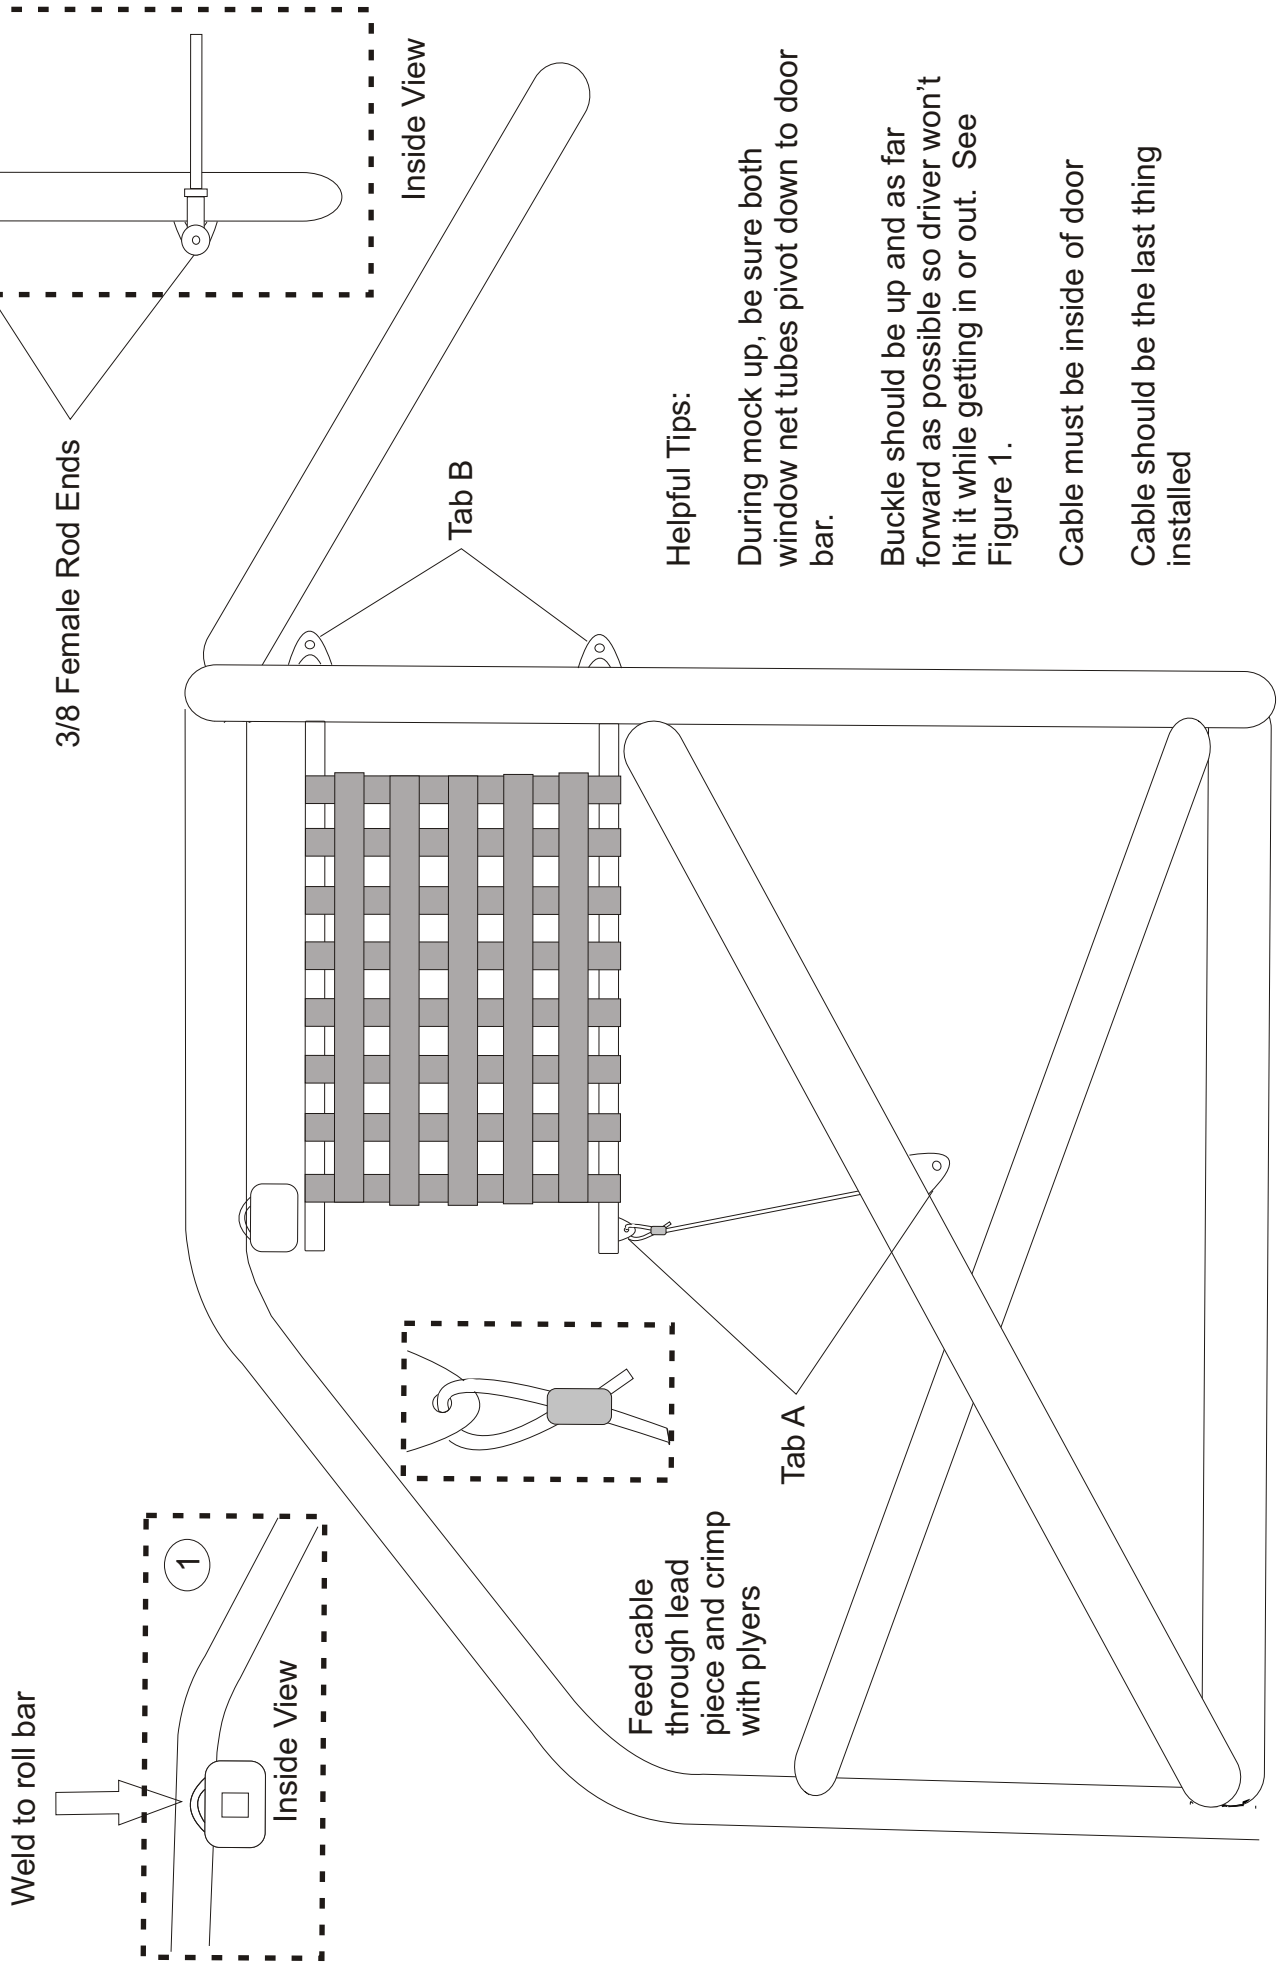 Weld to roll bar
1
Inside View
3/8 Female Rod Ends
Inside View
Tab B
Feed cable
through lead
piece and crimp
with plyers
Tab A
Helpful Tips:
During mock up, be sure both
window net tubes pivot down to door
bar.
Buckle should be up and as far
forward as possible so driver won't
hit it while getting in or out.  See
Figure 1.
Cable must be inside of door
Cable should be the last thing
installed